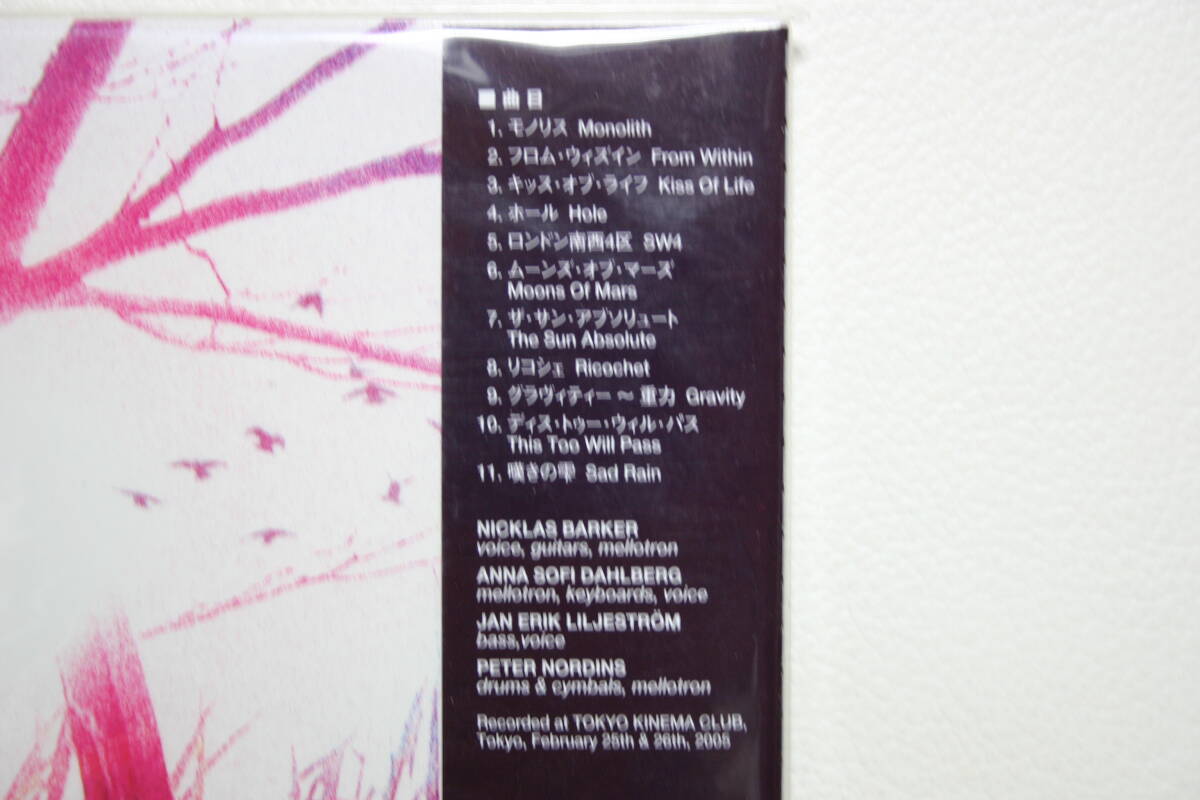 ■ 曲目
1. モノリス Monolith
2. フロム・ウィズイン From Within
3. キッス・オブ・ライフ Kiss Of Life
4. ホール Hole
5. ロンドン南西4区 SW4
6. ムーンズ・オブ・マーズ
Moons Of Mars
7. ザ・サン・アブソリュート
The Sun Absolute
8. リコシェ Ricochet
9. グラヴィティー ～ 重力 Gravity
10. ディス・トゥー・ウィル・パス
This Too Will Pass
11. 嘆きの雫 Sad Rain
NICKLAS BARKER
voice, guitars, mellotron
ANNA SOFI DAHLBERG
mellotron, keyboards, voice
JAN ERIK LILJESTRÖM
bass,voice
PETER NORDINS
drums & cymbals, mellotron
Recorded at TOKYO KINEMA CLUB,
Tokyo, February 25th & 26th, 2005